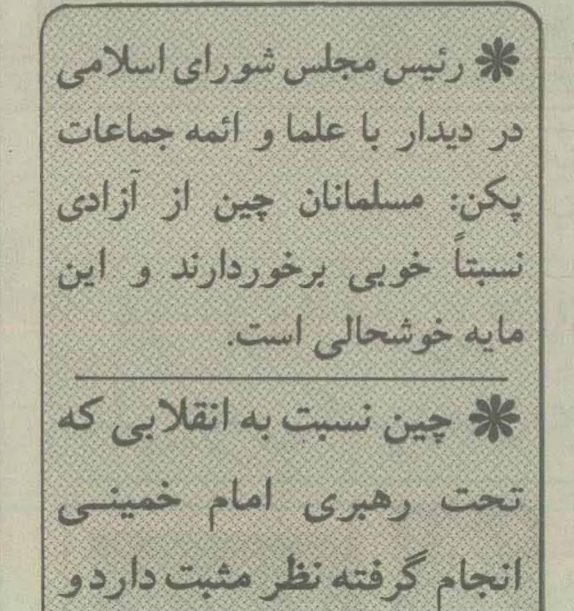 ❋ رئیس مجلس شورای اسلامی
در دیدار با علما و ائمه جماعات
پکن: مسلمانان چین از آزادی
نسبتاً خوبی برخوردارند و این
مایه خوشحالی است.
❋ چین نسبت به انقلابی که
تحت رهبری امام خمینی
انجام گرفته نظر مثبت دارد و